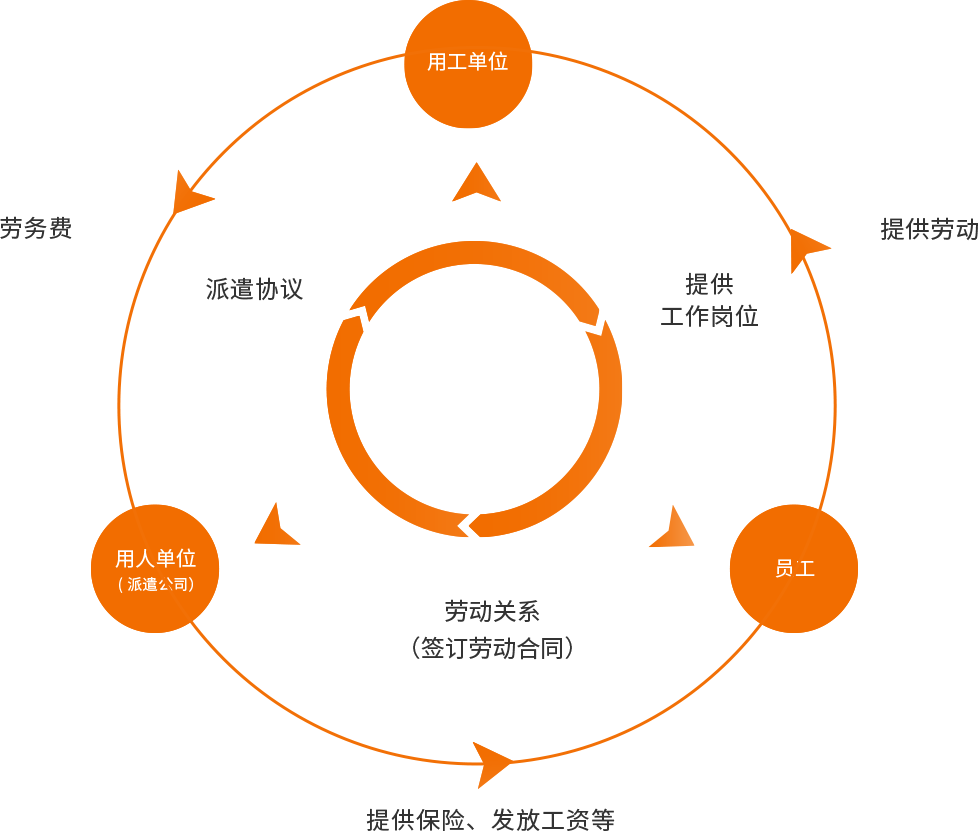 用工单位
劳务费
提供劳动
派遣协议
提供
工作岗位
用人单位
（派遣公司）
员工
劳动关系
（签订劳动合同）
提供保险、发放工资等